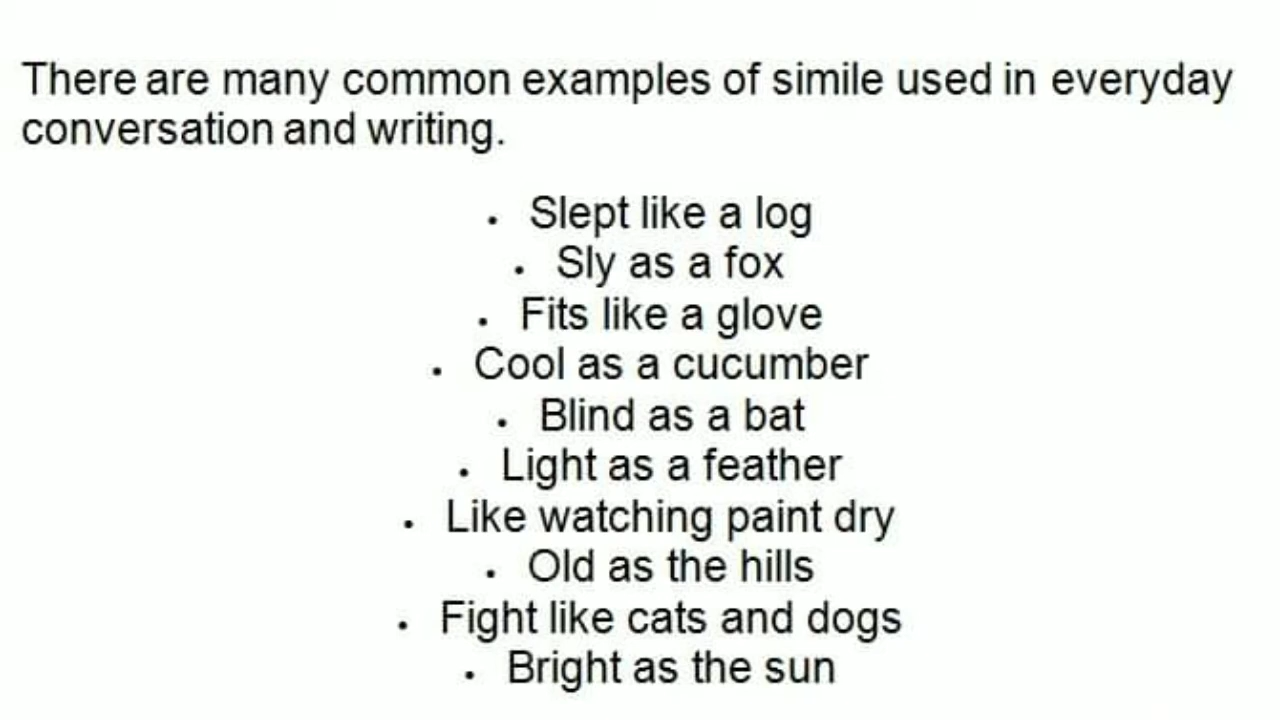 There are many common examples of simile used in everyday
conversation and writing.
• Slept like a log
• Sly as a fox
• Fits like a glove
• Cool as a cucumber
• Blind as a bat
• Light as a feather
• Like watching paint dry
• Old as the hills
• Fight like cats and dogs
• Bright as the sun